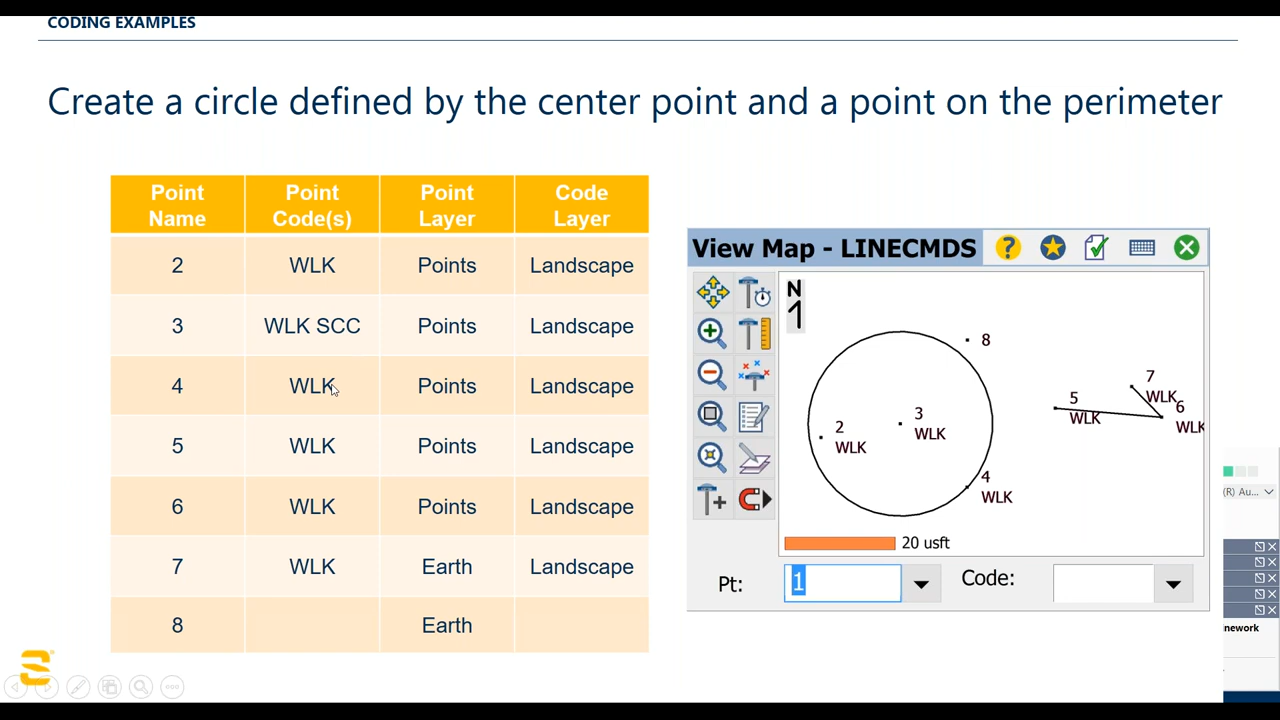 CODING EXAMPLES
Create a circle defined by the center point and a point on the perimeter
Point Name Point Code(s) Point Layer Code Layer
2 WLK Points Landscape
3 WLK SCC Points Landscape
4 WLK Points Landscape
5 WLK Points Landscape
6 WLK Points Landscape
7 WLK Earth Landscape
8 Earth
View Map - LINECMDS
N
1
8
7
WLK
5
WLK
6
WLK
3
WLK
2
WLK
4
WLK
20 usft
Pt: 1 Code:
(R) Au...
nework